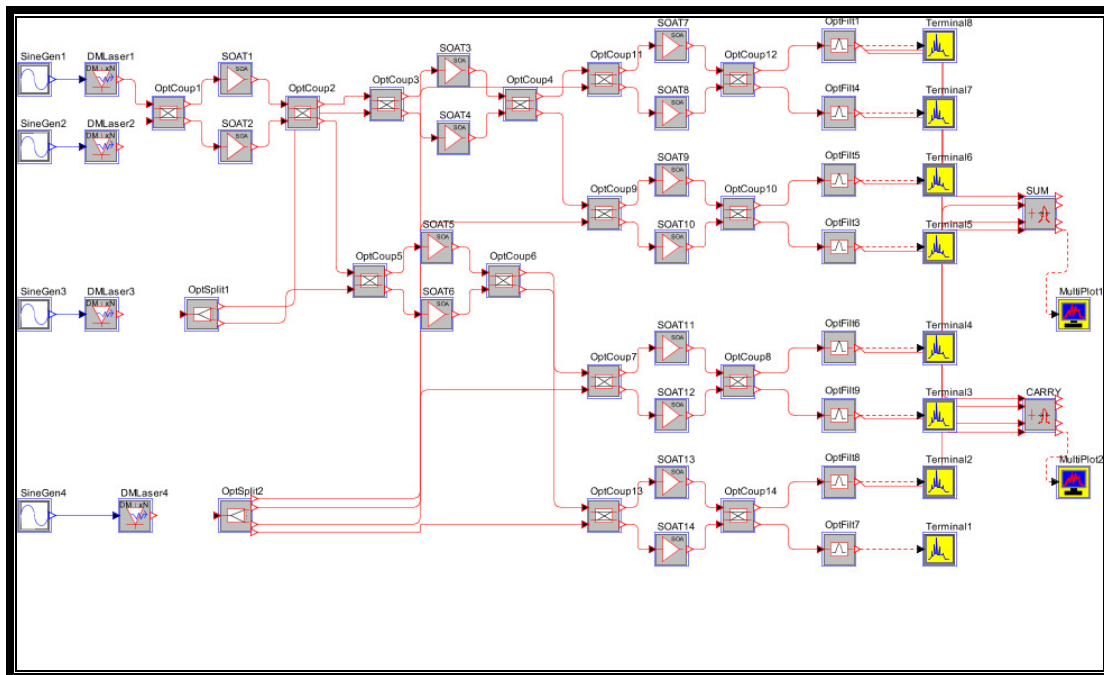 SOAT7
OptFilt1
Terminal8
SineGen1
DMLaser1
SOAT1
SOAT3
OptCoup11
OptCoup12
OptCoup1
OptCoup2
OptCoup3
OptCoup4
SOAT8
OptFilt4
Terminal7
SineGen2
DMLaser2
SOAT2
SOAT4
SOAT9
OptFilt5
Terminal6
OptCoup9
OptCoup10
SUM
SOAT5
SOAT10
OptFilt3
Terminal5
OptCoup5
OptCoup6
SineGen3
DMLaser3
OptSplit1
SOAT6
MultiPlot1
SOAT11
OptFilt6
Terminal4
OptCoup7
OptCoup8
SOAT12
OptFilt9
Terminal3
CARRY
SOAT13
OptFilt8
Terminal2
MultiPlot2
SineGen4
DMLaser4
OptSplit2
OptCoup13
OptCoup14
SOAT14
OptFilt7
Terminal1